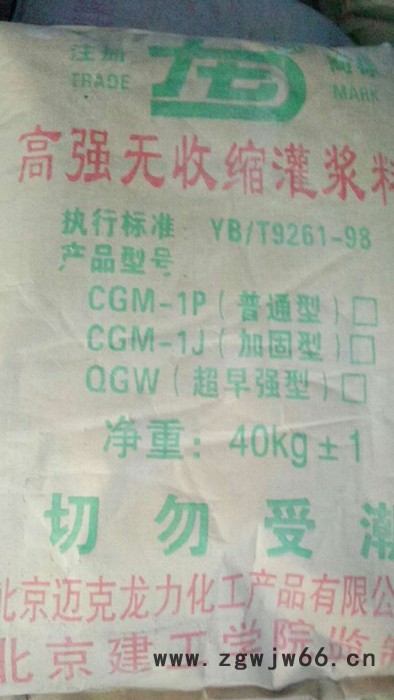 注册 商标
TRADE MARK
高强无收缩灌浆料
执行标准 YB/T9261-98
产品型号
CGM-1P(普通型)□
CGM-1J(加固型)□
QGW(超早强型)□
净重：40kg±1
切勿受潮
北京迈克龙力化工产品有限公
北京建工学院监制
www.zgwjw66.cn